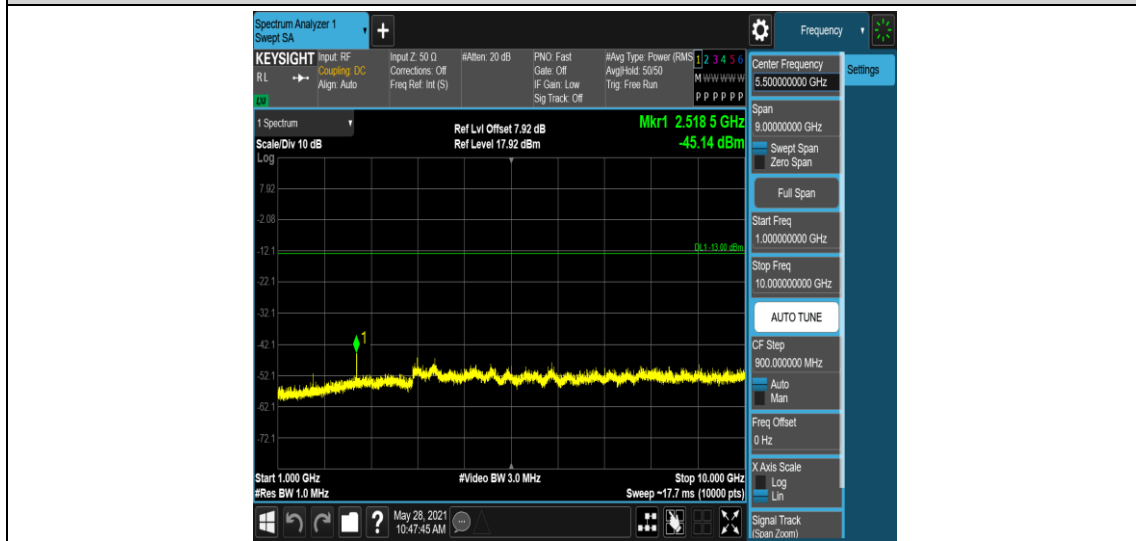 Spectrum Analyzer 1
Swept SA
+
Frequency
KEYSIGHT
RL
LXI
Input: RF
Coupling: DC
Align: Auto
Input Z: 50 Ω
Corrections: Off
Freq Ref: Int (S)
#Atten: 20 dB
PNO: Fast
Gate: Off
IF Gain: Low
Sig Track: Off
#Avg Type: Power (RMS
Avg|Hold: 50/50
Trig: Free Run
1 2 3 4 5 6
M W W W W W
P P P P P P
1 Spectrum
Scale/Div 10 dB
Log
Ref Lvl Offset 7.92 dB
Ref Level 17.92 dBm
Mkr1 2.518 5 GHz
-45.14 dBm
7.92
-2.08
-12.1
DL1 -13.00 dBm
-22.1
-32.1
1
-42.1
-52.1
-62.1
-72.1
Start 1.000 GHz
#Video BW 3.0 MHz
Stop 10.000 GHz
#Res BW 1.0 MHz
Sweep ~17.7 ms (10000 pts)
?
May 28, 2021
10:47:45 AM
Center Frequency
5.500000000 GHz
Settings
Span
9.00000000 GHz
Swept Span
Zero Span
Full Span
Start Freq
1.000000000 GHz
Stop Freq
10.000000000 GHz
AUTO TUNE
CF Step
900.000000 MHz
Auto
Man
Freq Offset
0 Hz
X Axis Scale
Log
Lin
Signal Track
(Span Zoom)